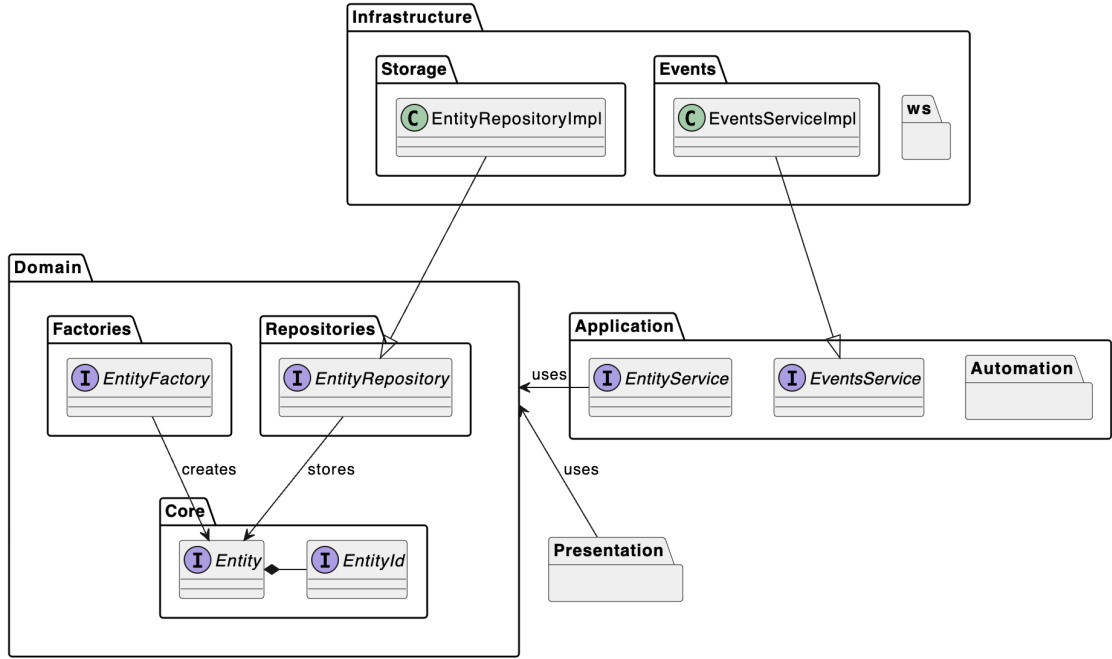 Infrastructure
Storage
Events
C EntityRepositoryImpl
C EventsServiceImpl
ws
Domain
Factories
Repositories
Application
I EntityFactory
I EntityRepository
uses
I EntityService
I EventsService
Automation
creates
stores
uses
Core
I Entity
I EntityId
Presentation